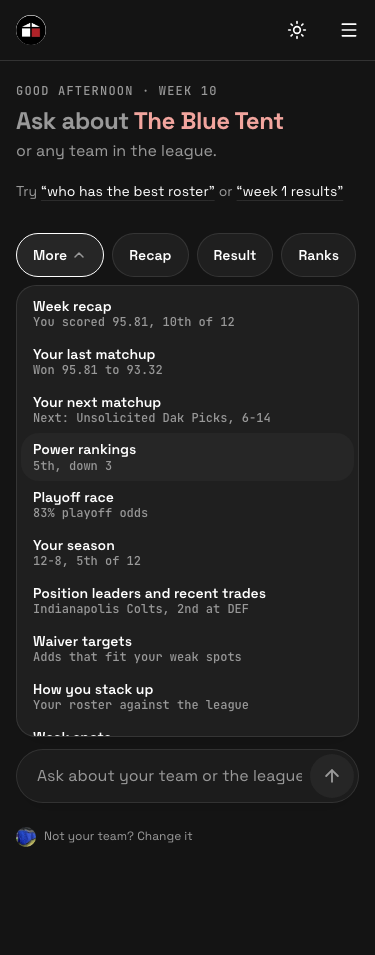 GOOD AFTERNOON · WEEK 10
Ask about The Blue Tent
or any team in the league.
Try “who has the best roster” or “week 1 results”
More Recap Result Ranks
Week recap
You scored 95.81, 10th of 12
Your last matchup
Won 95.81 to 93.32
Your next matchup
Next: Unsolicited Dak Picks, 6-14
Power rankings
5th, down 3
Playoff race
83% playoff odds
Your season
12-8, 5th of 12
Position leaders and recent trades
Indianapolis Colts, 2nd at DEF
Waiver targets
Adds that fit your weak spots
How you stack up
Your roster against the league
Weak spots
Ask about your team or the league
Not your team? Change it